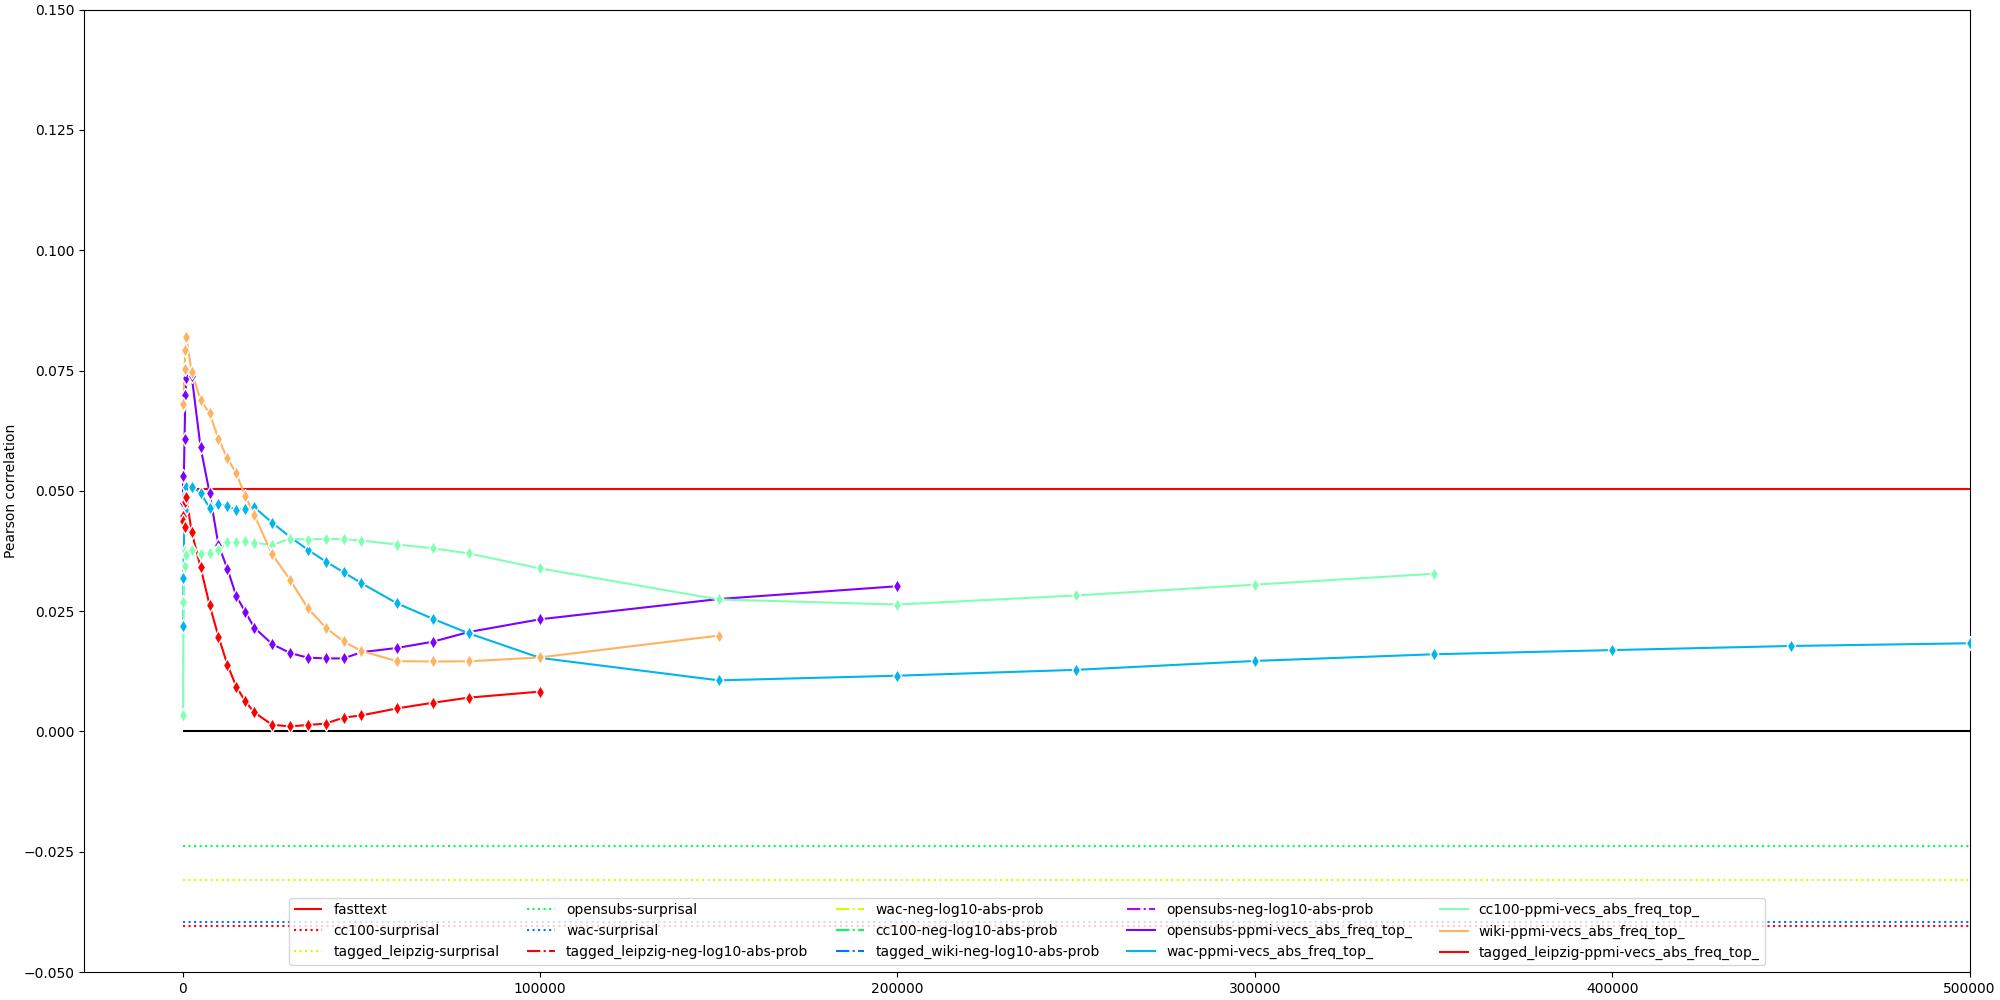 0.150
0.125
0.100
0.075
0.050
0.025
0.000
−0.025
−0.050
Pearson correlation
fasttext
cc100-surprisal
tagged_leipzig-surprisal
opensubs-surprisal
wac-surprisal
tagged_leipzig-neg-log10-abs-prob
wac-neg-log10-abs-prob
cc100-neg-log10-abs-prob
tagged_wiki-neg-log10-abs-prob
opensubs-neg-log10-abs-prob
opensubs-ppmi-vecs_abs_freq_top_
wac-ppmi-vecs_abs_freq_top_
cc100-ppmi-vecs_abs_freq_top_
wiki-ppmi-vecs_abs_freq_top_
tagged_leipzig-ppmi-vecs_abs_freq_top_
0 100000 200000 300000 400000 500000